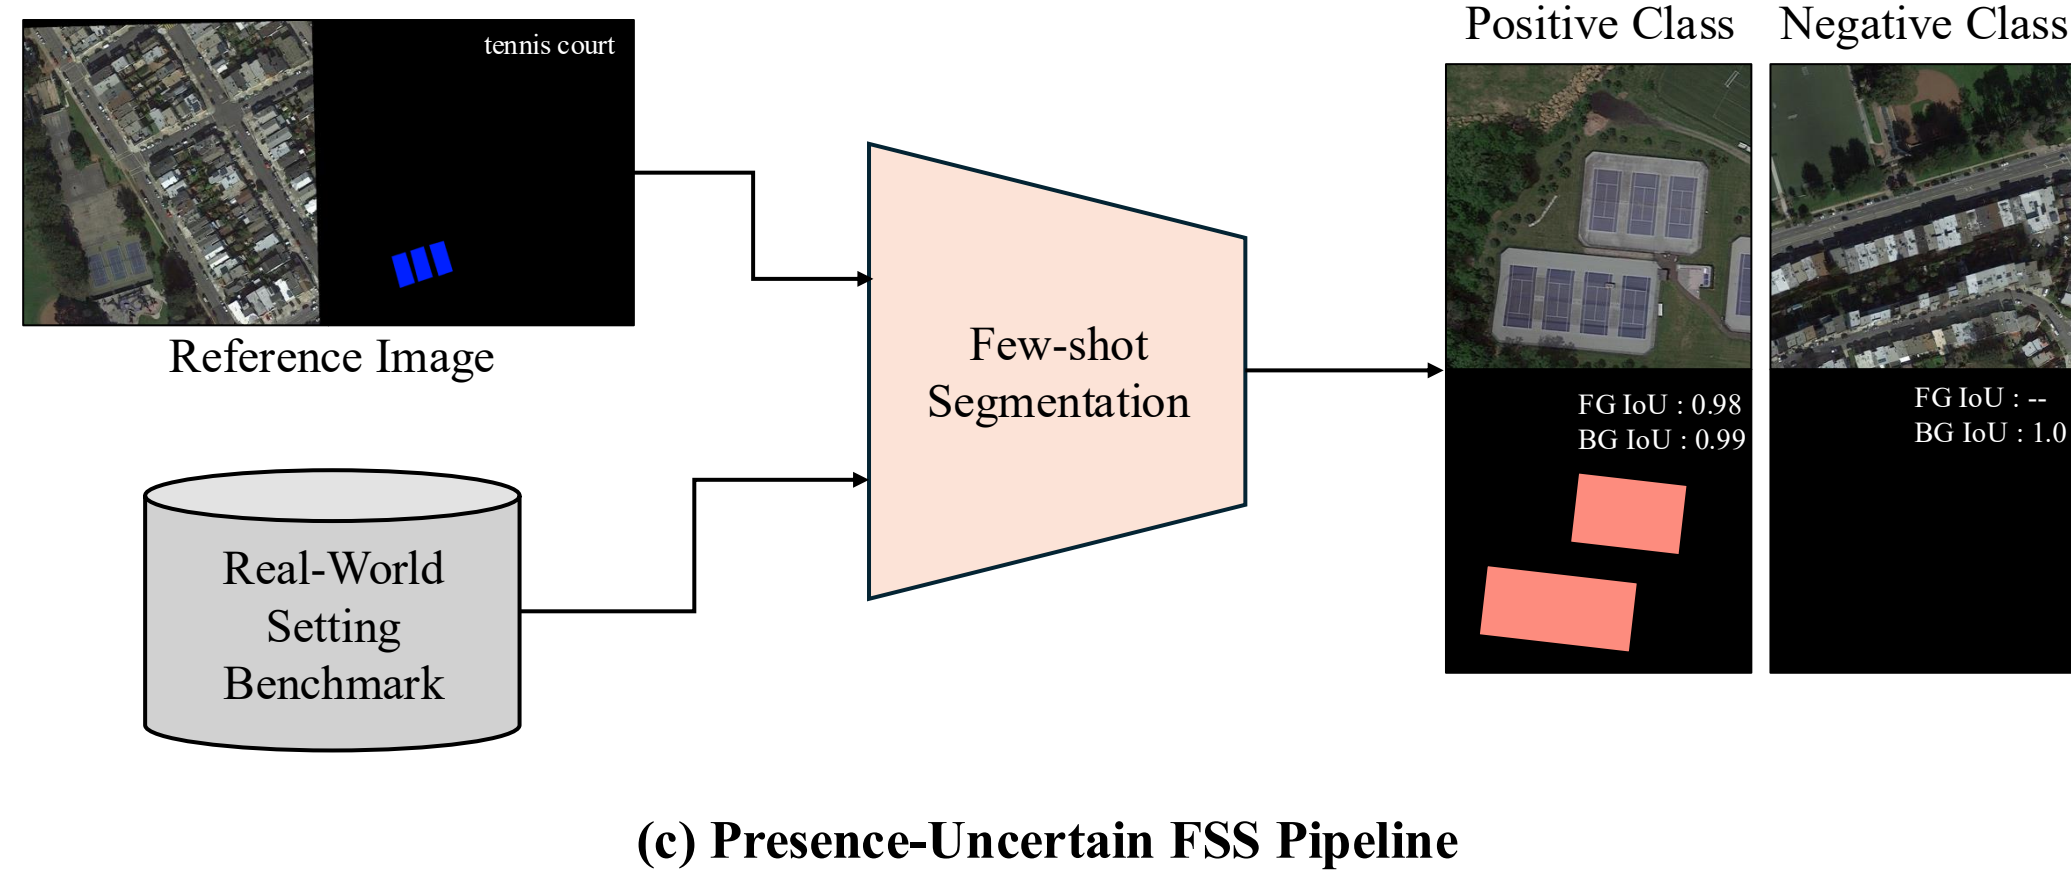 tennis court
Reference Image
Real-World
Setting
Benchmark
Few-shot
Segmentation
Positive Class
FG IoU : 0.98
BG IoU : 0.99
Negative Class
FG IoU : --
BG IoU : 1.0
(c) Presence-Uncertain FSS Pipeline